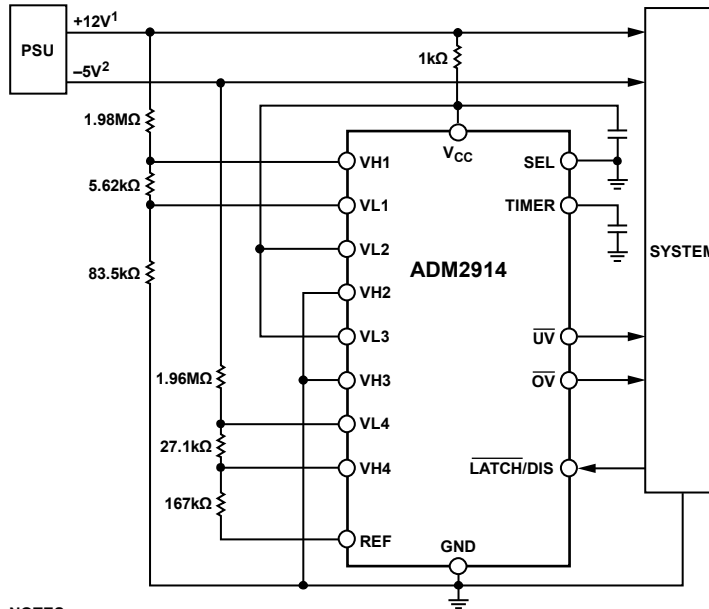 +12V¹
PSU
1kΩ
–5V²
1.98MΩ
VCC
VH1
SEL
5.62kΩ
VL1
TIMER
VL2
ADM2914
SYSTEM
83.5kΩ
VH2
VL3
UV
1.96MΩ
VH3
OV
VL4
27.1kΩ
VH4
LATCH/DIS
167kΩ
REF
GND